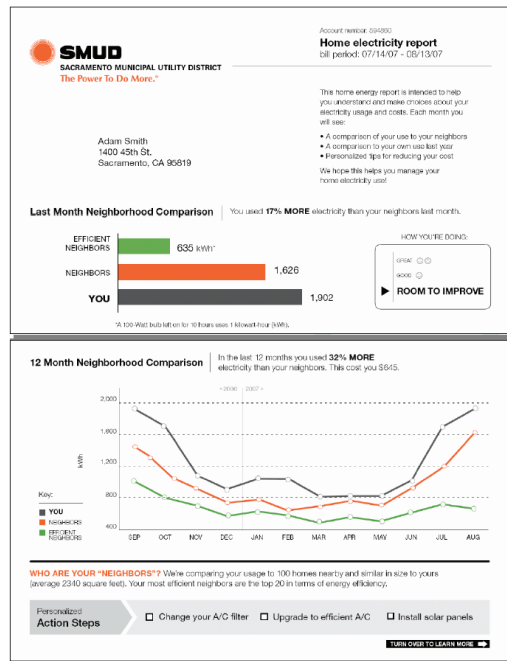 Account number: 594860
Home electricity report
bill period: 07/14/07 - 08/13/07
SMUD
SACRAMENTO MUNICIPAL UTILITY DISTRICT
The Power To Do More.®
This home energy report is intended to help
you understand and make choices about your
electricity usage and costs. Each month you
will see:
• A comparison of your use to your neighbors
• A comparison to your own use last year
• Personalized tips for reducing your cost
We hope this helps you manage your
home electricity use!
Adam Smith
1400 45th St.
Sacramento, CA 95819
Last Month Neighborhood Comparison
You used 17% MORE electricity than your neighbors last month.
EFFICIENT
NEIGHBORS
635 kWh*
NEIGHBORS
1,626
YOU
1,902
HOW YOU'RE DOING:
GREAT
GOOD
ROOM TO IMPROVE
*A 100-Watt bulb left on for 10 hours uses 1 kilowatt-hour (kWh).
12 Month Neighborhood Comparison
In the last 12 months you used 32% MORE
electricity than your neighbors. This cost you $645.
<2006 2007>
2,000
1,600
1,200
800
400
kWh
Key:
YOU
NEIGHBORS
EFFICIENT
NEIGHBORS
SEP OCT NOV DEC JAN FEB MAR APR MAY JUN JUL AUG
WHO ARE YOUR "NEIGHBORS"? We're comparing your usage to 100 homes nearby and similar in size to yours
(average 2340 square feet). Your most efficient neighbors are the top 20 in terms of energy efficiency.
Personalized
Action Steps
Change your A/C filter
Upgrade to efficient A/C
Install solar panels
TURN OVER TO LEARN MORE